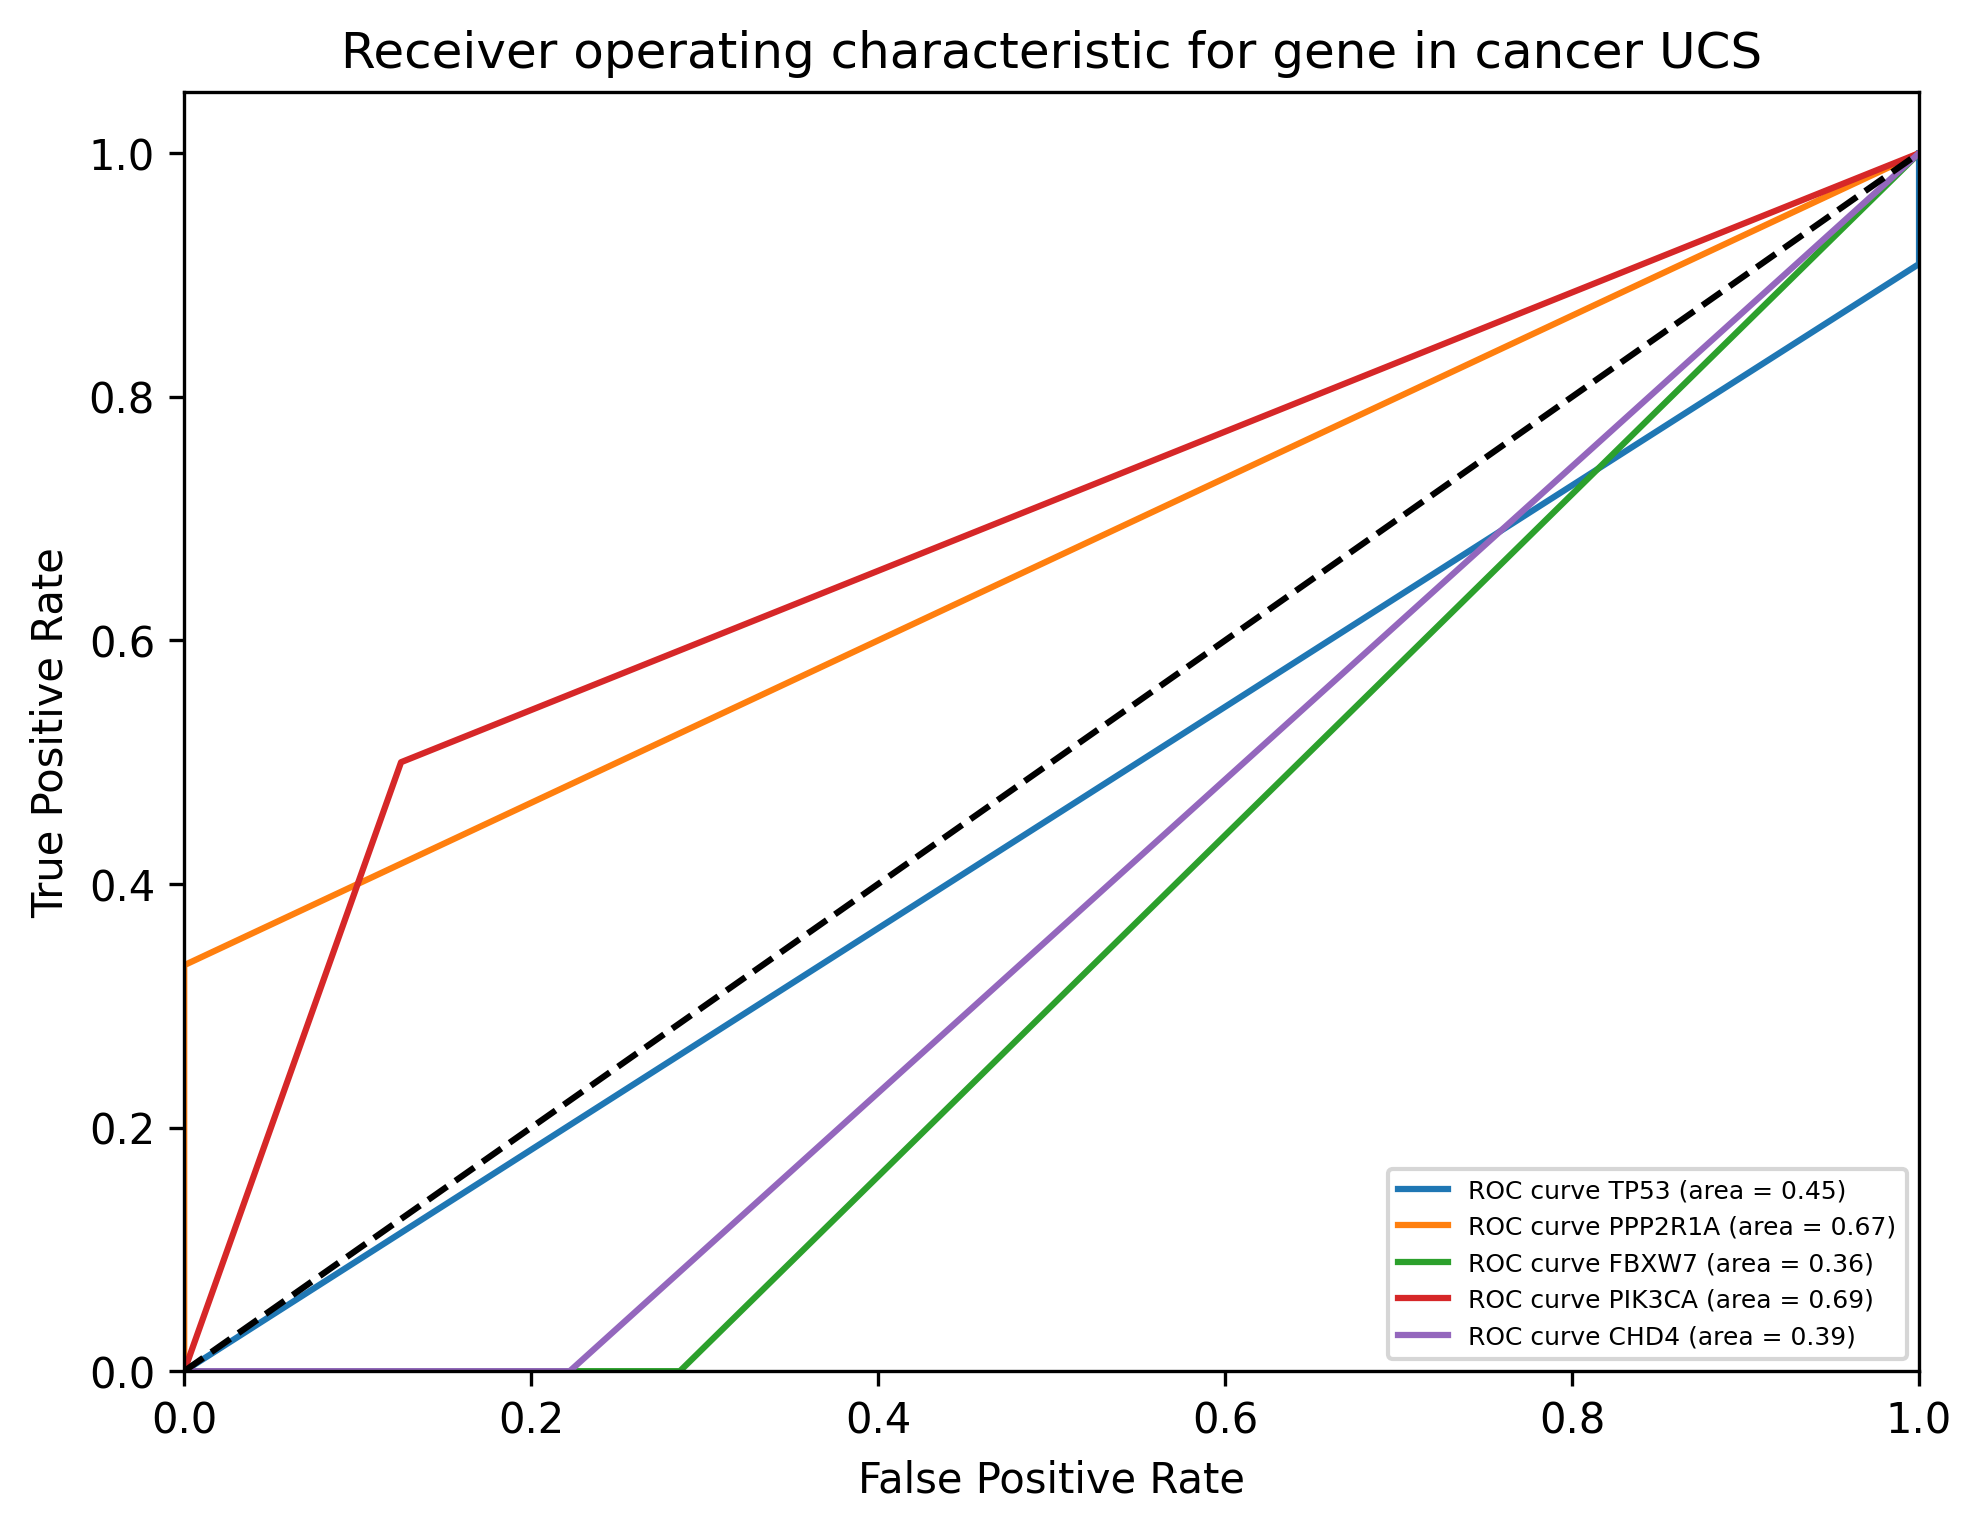 Receiver operating characteristic for gene in cancer UCS
True Positive Rate
1.0
0.8
0.6
0.4
0.2
0.0
0.0 0.2 0.4 0.6 0.8 1.0
False Positive Rate
ROC curve TP53 (area = 0.45)
ROC curve PPP2R1A (area = 0.67)
ROC curve FBXW7 (area = 0.36)
ROC curve PIK3CA (area = 0.69)
ROC curve CHD4 (area = 0.39)